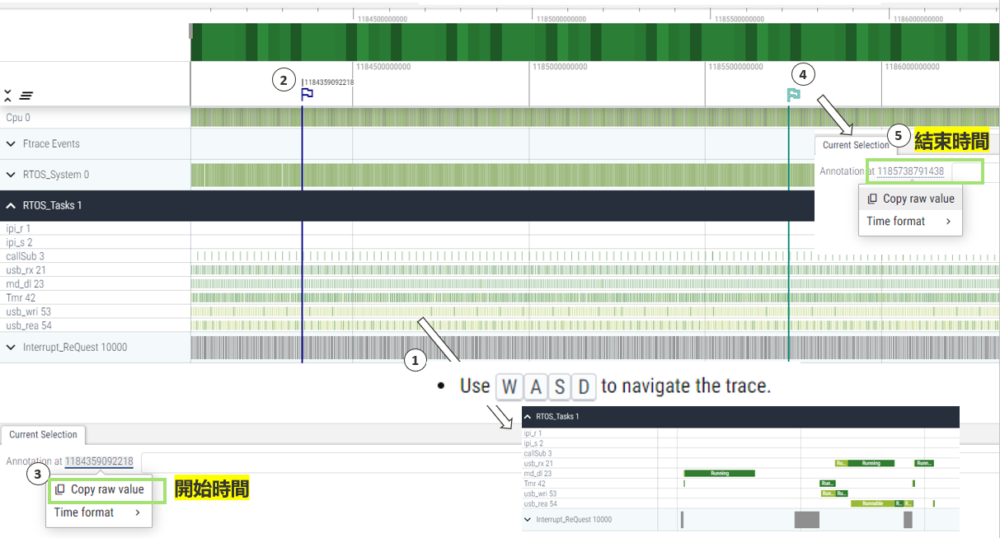 1184500000000 1185000000000 1185500000000 1186000000000
1184500000000 1185000000000 1185500000000 1186000000000
2 1184359092218 4
Cpu 0
5 結束時間
Ftrace Events
Current Selection
RTOS_System 0
Annotation at 1185738791438
Copy raw value
Time format
RTOS_Tasks 1
ipi_r 1
ipi_s 2
callSub 3
usb_rx 21
md_dl 23
Tmr 42
usb_wri 53
usb_rea 54
Interrupt_ReQuest 10000
1
• Use W A S D to navigate the trace.
Current Selection
Annotation at 1184359092218
3
Copy raw value
開始時間
Time format
RTOS_Tasks 1
ipi_r 1
ipi_s 2
callSub 3
usb_rx 21 Ru... Running Runn...
md_dl 23 Running
Tmr 42 Run...
usb_wri 53 Run... Ro...
usb_rea 54 Runnable R... R...
Interrupt_ReQuest 10000